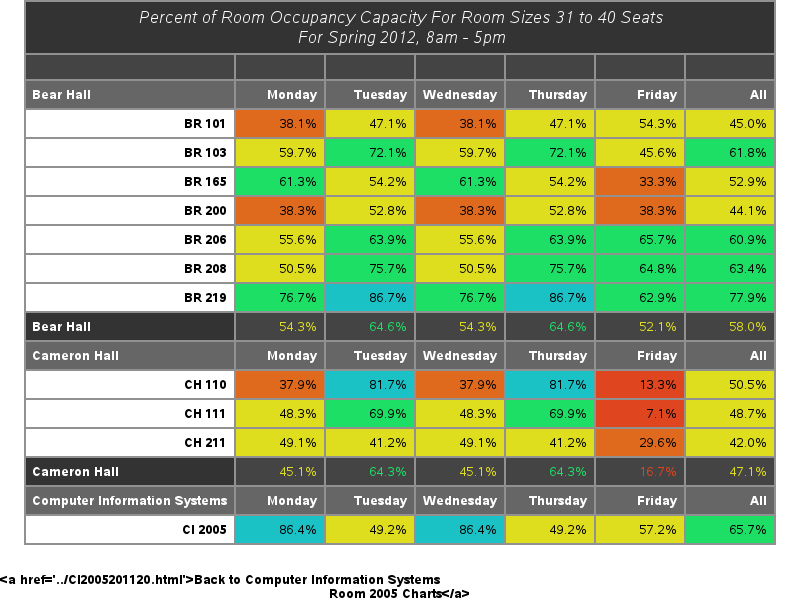 Percent of Room Occupancy Capacity For Room Sizes 31 to 40 Seats
For Spring 2012, 8am - 5pm
Bear Hall Monday Tuesday Wednesday Thursday Friday All
BR 101 38.1% 47.1% 38.1% 47.1% 54.3% 45.0%
BR 103 59.7% 72.1% 59.7% 72.1% 45.6% 61.8%
BR 165 61.3% 54.2% 61.3% 54.2% 33.3% 52.9%
BR 200 38.3% 52.8% 38.3% 52.8% 38.3% 44.1%
BR 206 55.6% 63.9% 55.6% 63.9% 65.7% 60.9%
BR 208 50.5% 75.7% 50.5% 75.7% 64.8% 63.4%
BR 219 76.7% 86.7% 76.7% 86.7% 62.9% 77.9%
Bear Hall 54.3% 64.6% 54.3% 64.6% 52.1% 58.0%
Cameron Hall Monday Tuesday Wednesday Thursday Friday All
CH 110 37.9% 81.7% 37.9% 81.7% 13.3% 50.5%
CH 111 48.3% 69.9% 48.3% 69.9% 7.1% 48.7%
CH 211 49.1% 41.2% 49.1% 41.2% 29.6% 42.0%
Cameron Hall 45.1% 64.3% 45.1% 64.3% 16.7% 47.1%
Computer Information Systems Monday Tuesday Wednesday Thursday Friday All
CI 2005 86.4% 49.2% 86.4% 49.2% 57.2% 65.7%
<a href='../CI2005201120.html'>Back to Computer Information Systems
Room 2005 Charts</a>